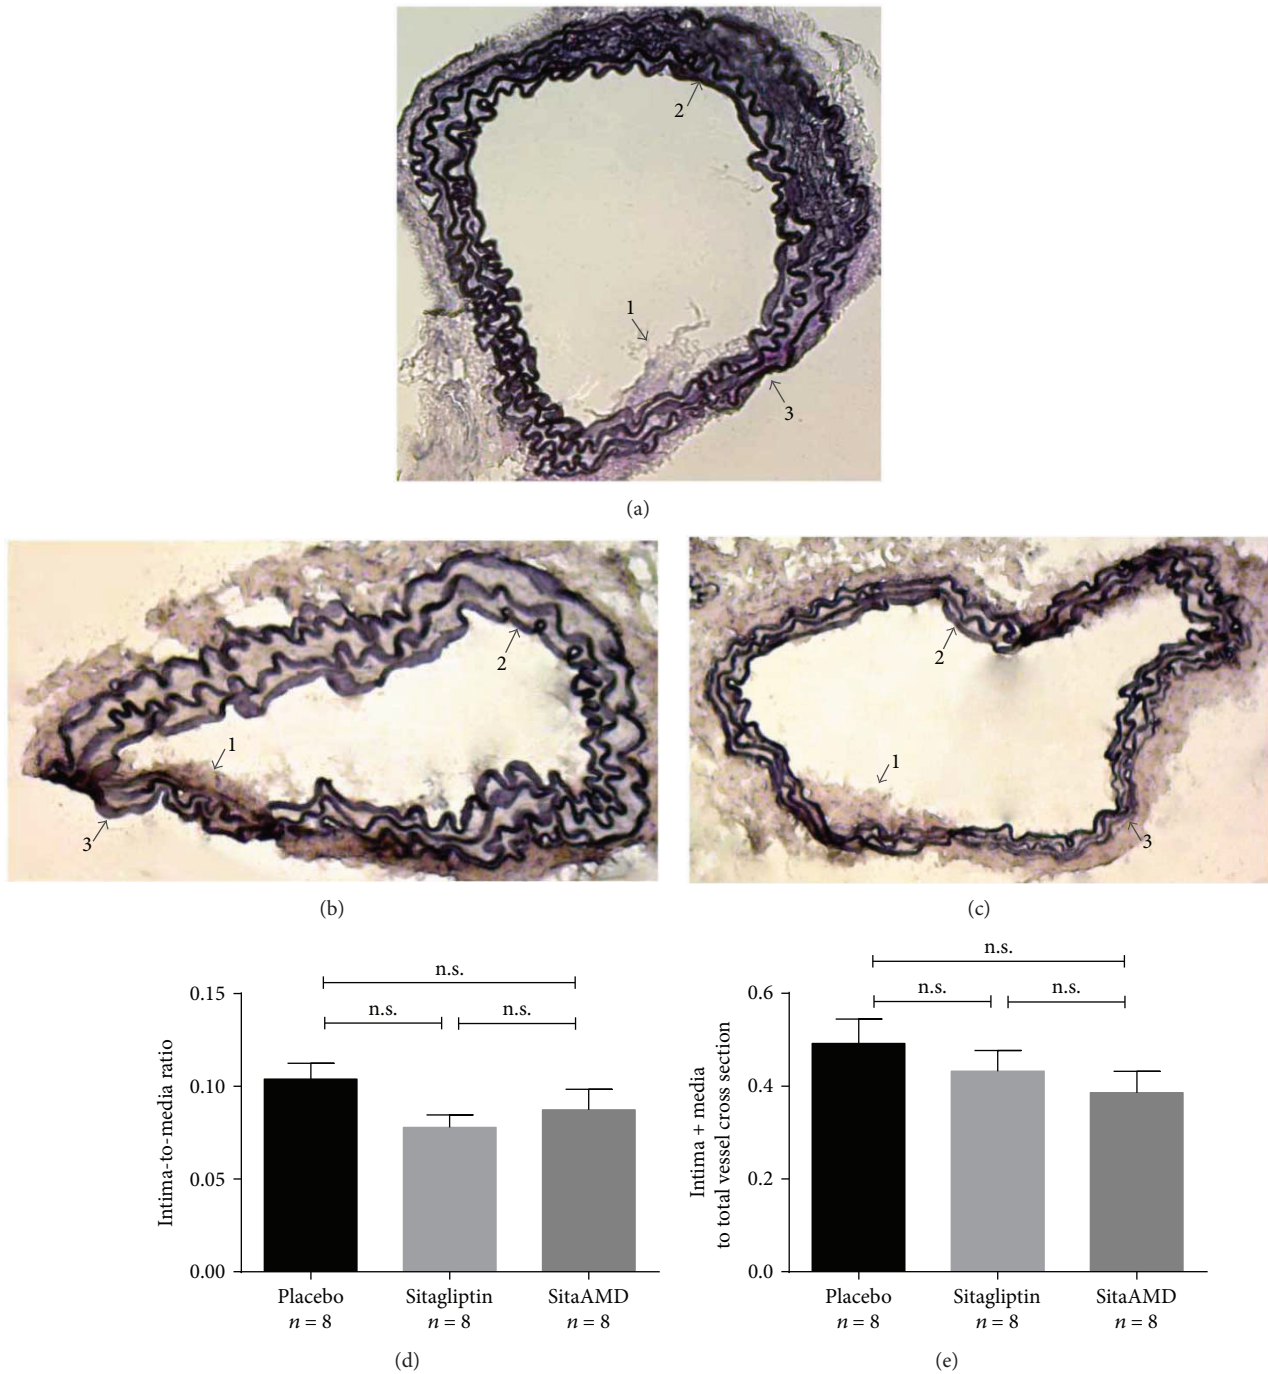 2
1
3
(a)
2
1
3
(b)
2
1
3
(c)
n.s.
n.s.
n.s.
0.15
0.10
0.05
0.00
Intima-to-media ratio
Placebo
n = 8
Sitagliptin
n = 8
SitaAMD
n = 8
(d)
n.s.
n.s.
n.s.
0.6
0.4
0.2
0.0
Intima + media
to total vessel cross section
Placebo
n = 8
Sitagliptin
n = 8
SitaAMD
n = 8
(e)